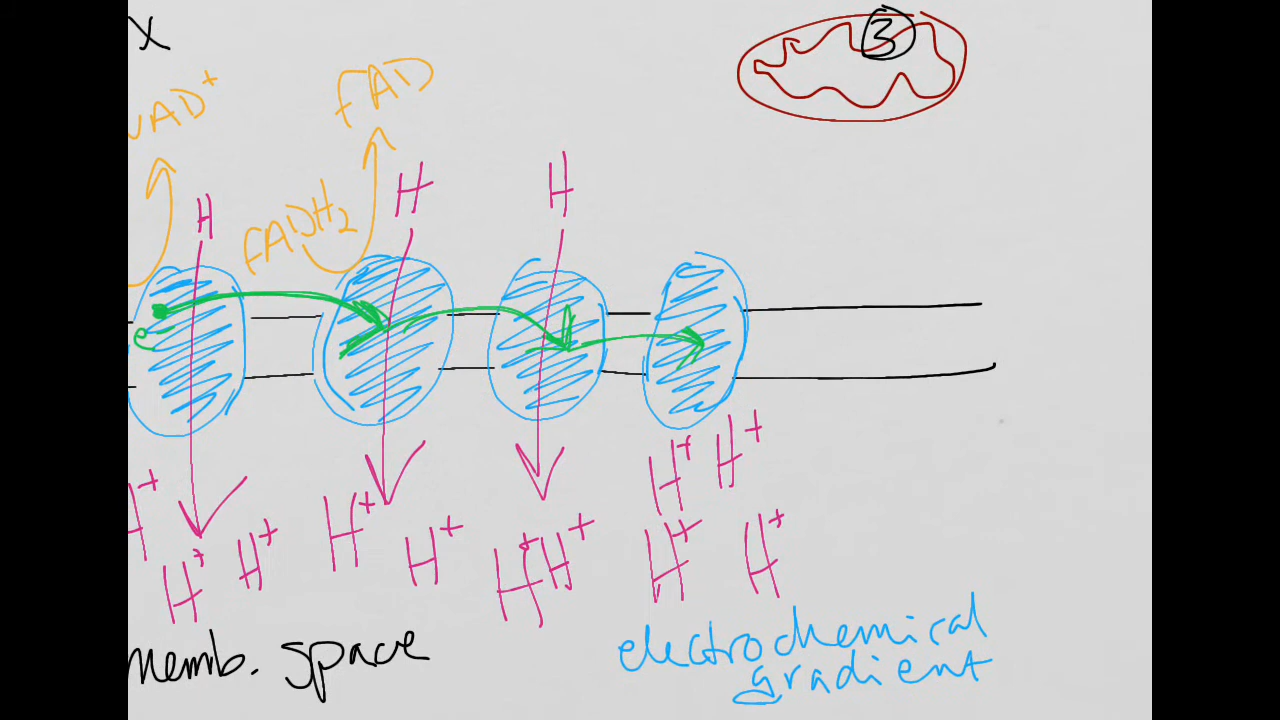 x
3
NAD+
FAD
H
H
H
FADH2
e
H+
H+
H+
H+
H+
H+
H+
H+
H+
H+
H+
memb. space
electrochemical
gradient